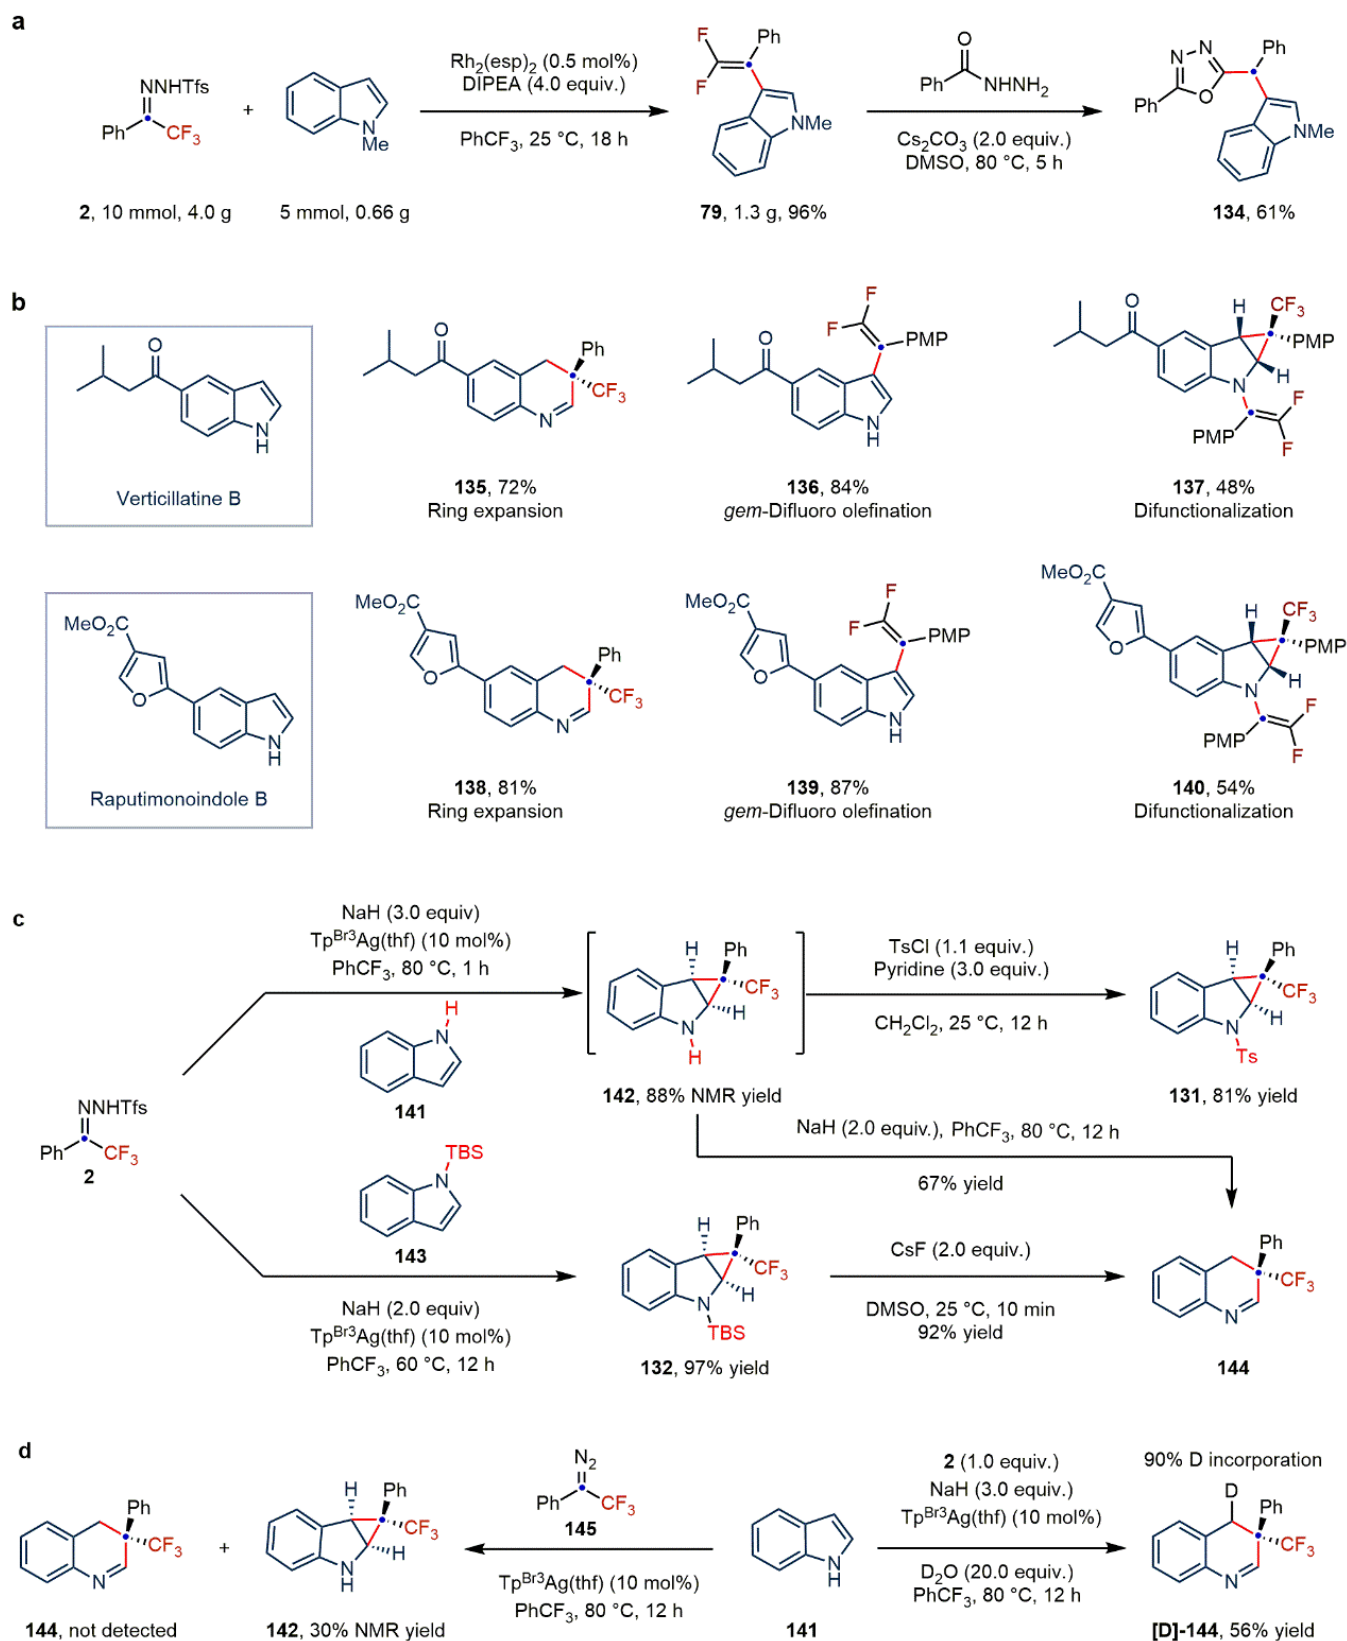 a
NNHTfs
Ph
CF3
2, 10 mmol, 4.0 g
+
N
Me
5 mmol, 0.66 g
Rh2(esp)2 (0.5 mol%)
DIPEA (4.0 equiv.)
PhCF3, 25 °C, 18 h
F
Ph
F
NMe
79, 1.3 g, 96%
O
Ph
NHNH2
Cs2CO3 (2.0 equiv.)
DMSO, 80 °C, 5 h
N N
Ph
Ph
O
NMe
134, 61%
b
O
N
H
Verticillatine B
O
Ph
CF3
N
135, 72%
Ring expansion
F
F
O
PMP
N
H
136, 84%
gem-Difluoro olefination
O
H
CF3
PMP
H
N
F
PMP
F
137, 48%
Difunctionalization
MeO2C
O
N
H
Raputimonoindole B
MeO2C
Ph
O
CF3
N
138, 81%
Ring expansion
F
MeO2C
F
PMP
O
N
H
139, 87%
gem-Difluoro olefination
MeO2C
H
CF3
PMP
O
H
N
F
PMP
F
140, 54%
Difunctionalization
c
NNHTfs
Ph
CF3
2
NaH (3.0 equiv)
TpBr3Ag(thf) (10 mol%)
PhCF3, 80 °C, 1 h
H
N
141
H
Ph
CF3
H
N
H
142, 88% NMR yield
TsCl (1.1 equiv.)
Pyridine (3.0 equiv.)
CH2Cl2, 25 °C, 12 h
H
Ph
CF3
H
N
Ts
131, 81% yield
NaH (2.0 equiv.), PhCF3, 80 °C, 12 h
67% yield
TBS
N
143
NaH (2.0 equiv)
TpBr3Ag(thf) (10 mol%)
PhCF3, 60 °C, 12 h
H
Ph
CF3
H
N
TBS
132, 97% yield
CsF (2.0 equiv.)
DMSO, 25 °C, 10 min
92% yield
Ph
CF3
N
144
d
Ph
CF3
N
144, not detected
+
H
Ph
CF3
H
N
H
142, 30% NMR yield
N2
Ph
CF3
145
TpBr3Ag(thf) (10 mol%)
PhCF3, 80 °C, 12 h
N
H
141
2 (1.0 equiv.)
NaH (3.0 equiv.)
TpBr3Ag(thf) (10 mol%)
D2O (20.0 equiv.)
PhCF3, 80 °C, 12 h
90% D incorporation
D
Ph
CF3
N
[D]-144, 56% yield